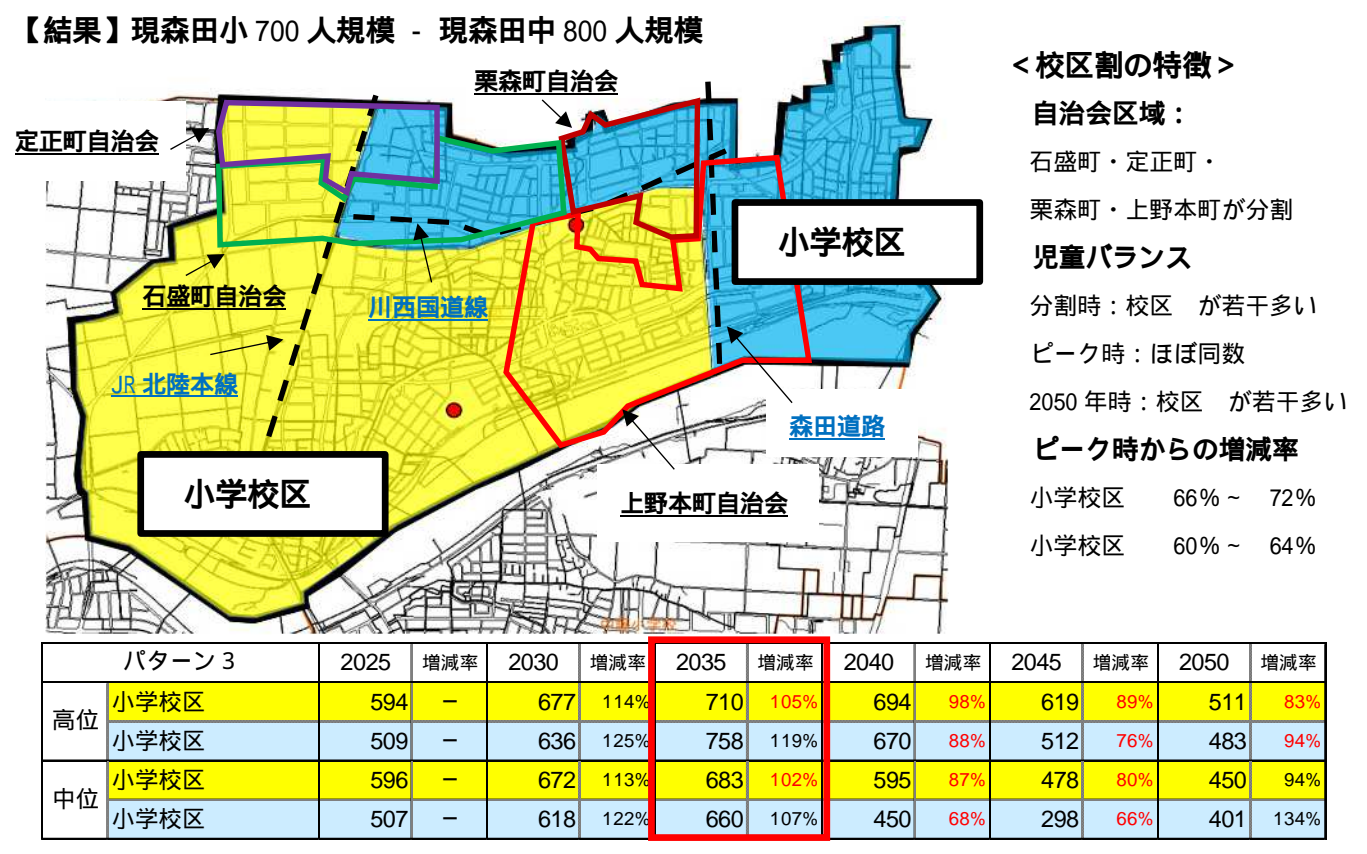 【結果】現森田小 700 人規模 - 現森田中 800 人規模
栗森町自治会
定正町自治会
石盛町自治会
川西国道線
JR 北陸本線
小学校区
小学校区
森田道路
上野本町自治会
<校区割の特徴>
自治会区域：
石盛町・定正町・
栗森町・上野本町が分割
児童バランス
分割時：校区　が若干多い
ピーク時：ほぼ同数
2050 年時：校区　が若干多い
ピーク時からの増減率
小学校区　66%～　72%
小学校区　60%～　64%
パターン３ 2025 増減率 2030 増減率 2035 増減率 2040 増減率 2045 増減率 2050 増減率
高位 小学校区 594 － 677 114% 710 105% 694 98% 619 89% 511 83%
小学校区 509 － 636 125% 758 119% 670 88% 512 76% 483 94%
中位 小学校区 596 － 672 113% 683 102% 595 87% 478 80% 450 94%
小学校区 507 － 618 122% 660 107% 450 68% 298 66% 401 134%